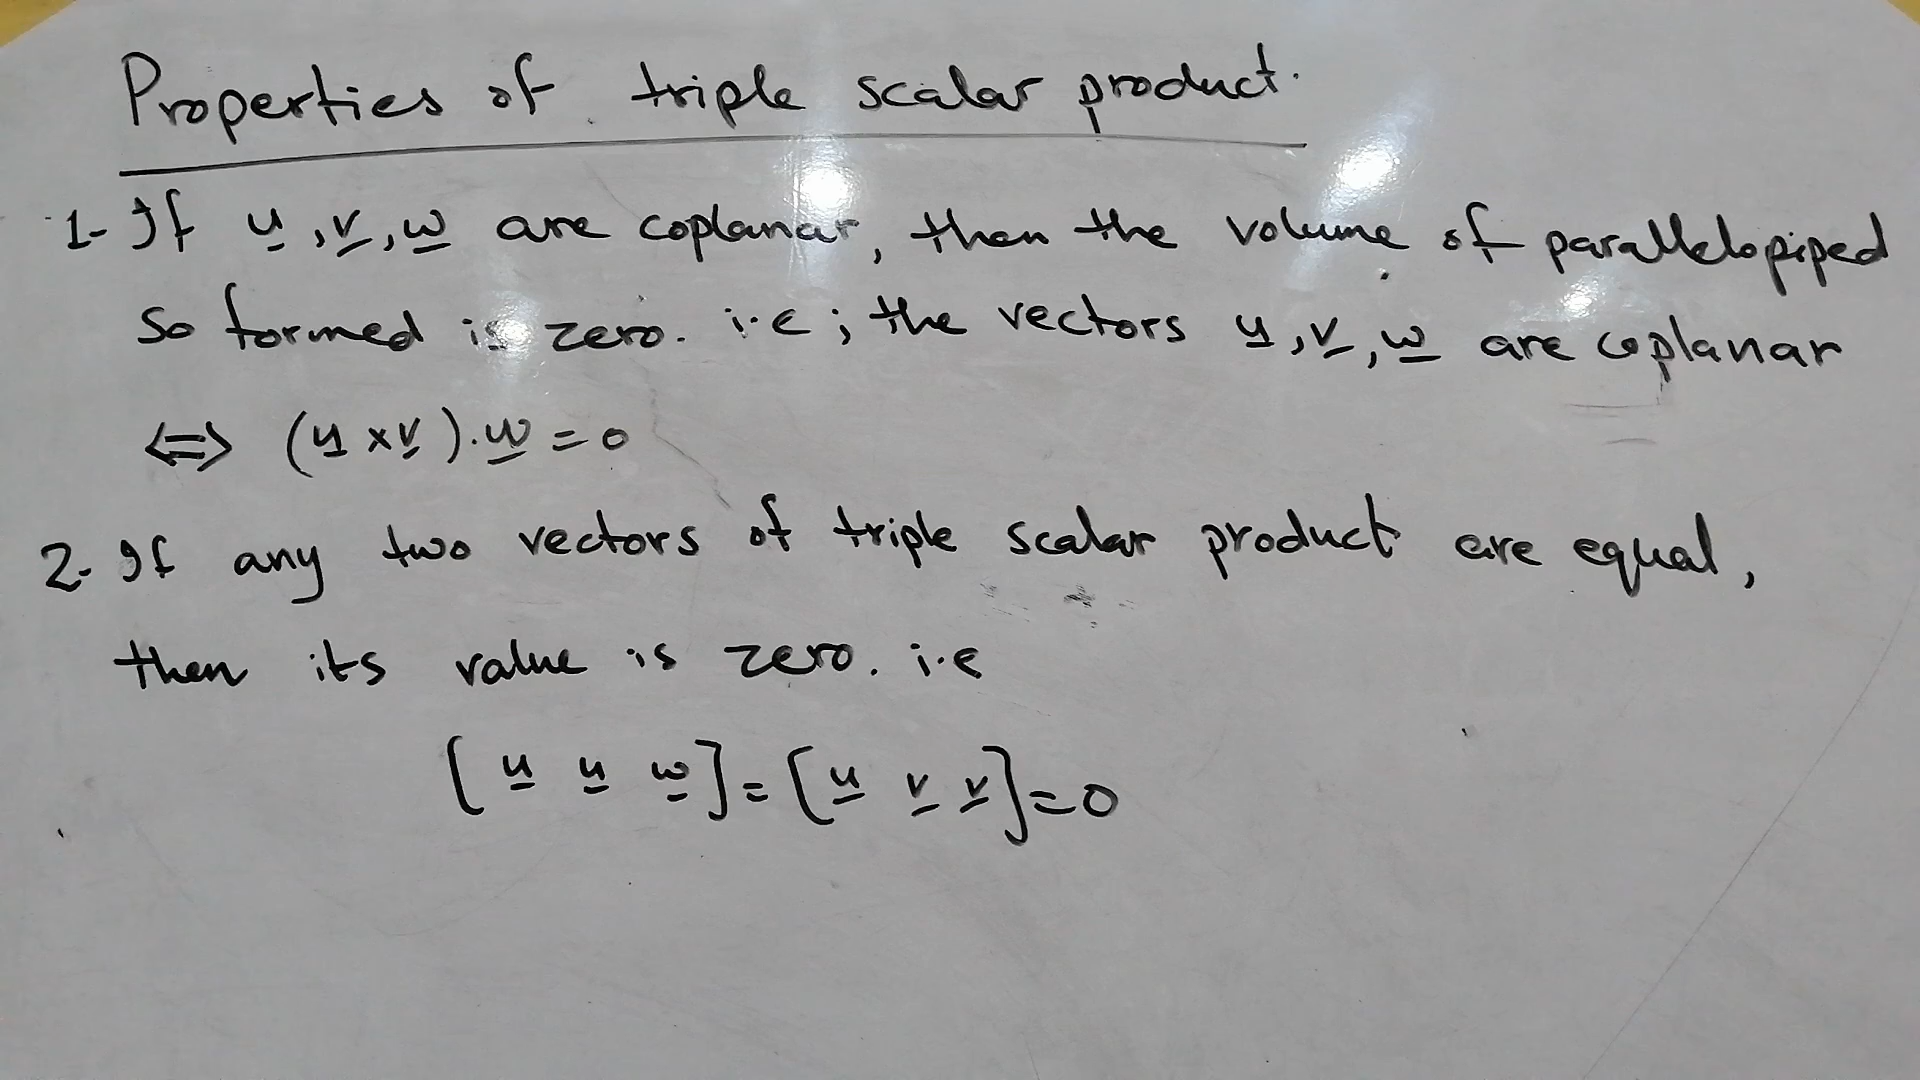 Properties of triple scalar product.
1- If u, v, w are coplanar, then the volume of parallelopiped
so formed is zero. i.e; the vectors u, v, w are coplanar
⟺ (u × v).w = 0
2- If any two vectors of triple scalar product are equal,
then its value is zero. i.e
[u u w] = [u v v] = 0